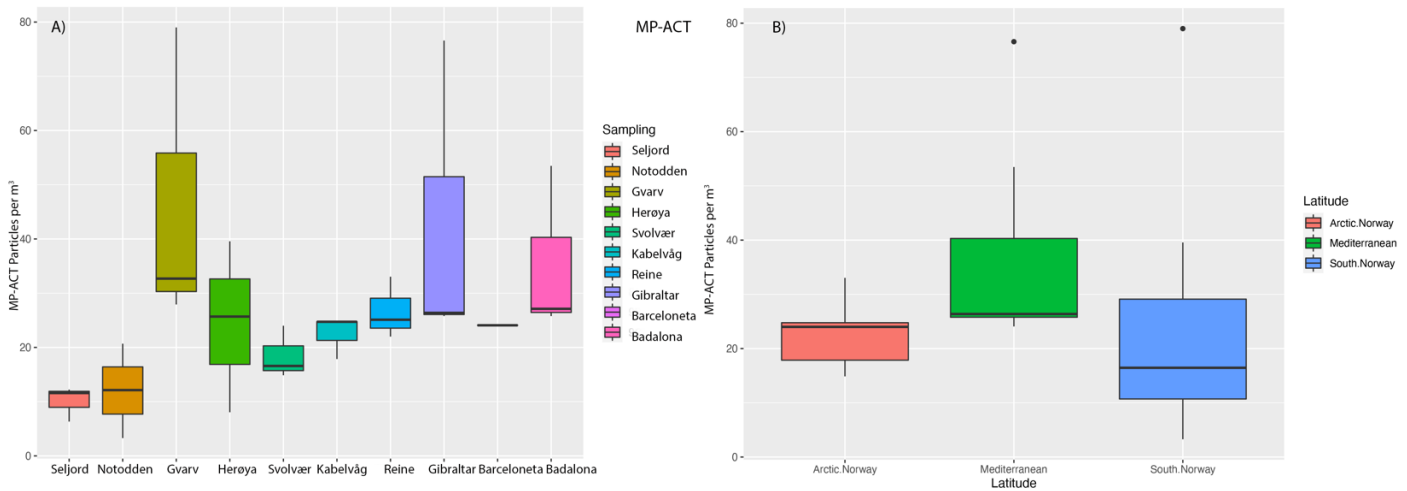 A)
MP-ACT
B)
MP-ACT Particles per m³
80
60
40
20
0
Seljord Notodden Gvarv Herøya Svolvær Kabelvåg Reine Gibraltar Barceloneta Badalona
Sampling
Seljord
Notodden
Gvarv
Herøya
Svolvær
Kabelvåg
Reine
Gibraltar
Barceloneta
Badalona
MP-ACT Particles per m³
80
60
40
20
0
Arctic.Norway Mediterranean South.Norway
Latitude
Latitude
Arctic.Norway
Mediterranean
South.Norway